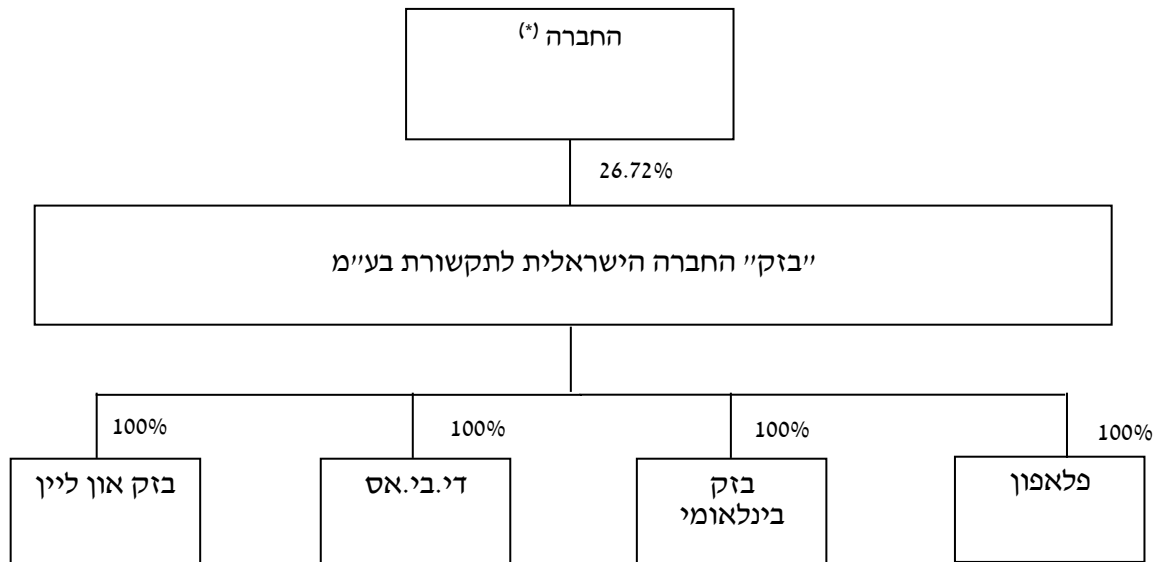 החברה (*)
26.72%
"בזק" החברה הישראלית לתקשורת בע"מ
100%
100%
100%
100%
פלאפון
בזק
בינלאומי
די.בי.אס
בזק און ליין